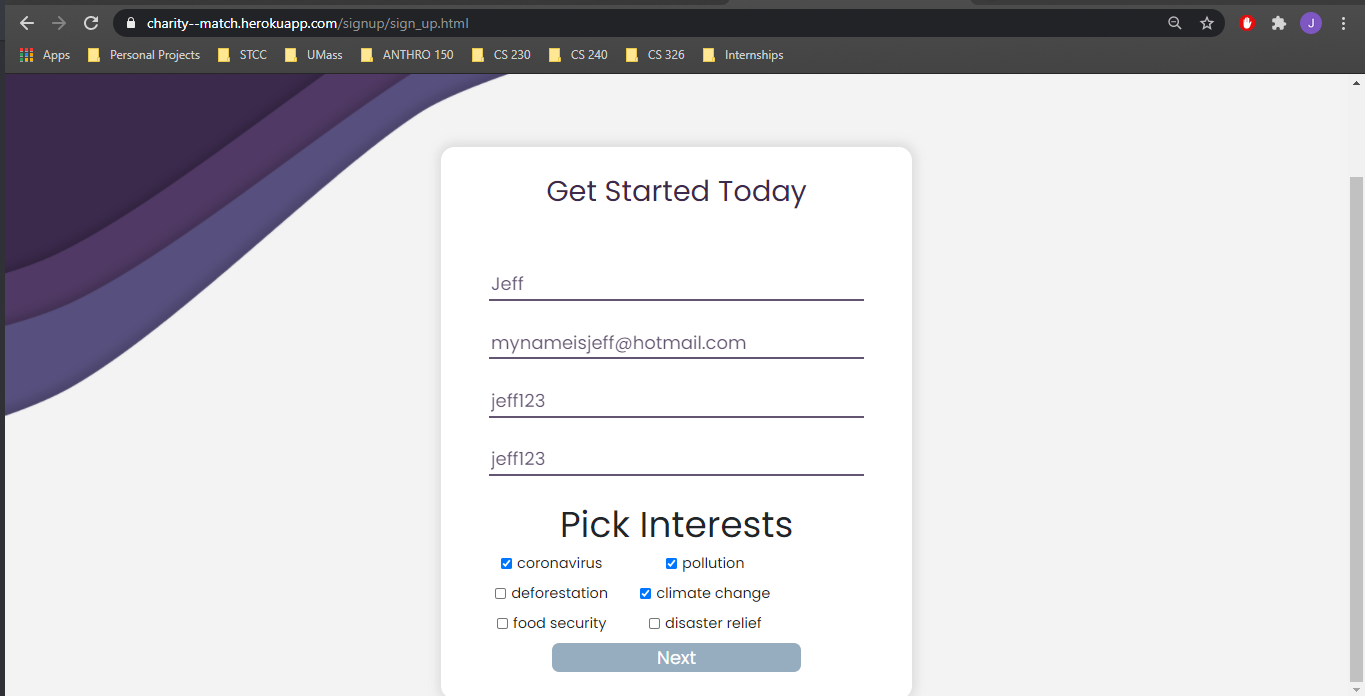 charity--match.herokuapp.com/signup/sign_up.html J
Apps Personal Projects STCC UMass ANTHRO 150 CS 230 CS 240 CS 326 Internships
Get Started Today
Jeff
mynameisjeff@hotmail.com
jeff123
jeff123
Pick Interests
coronavirus pollution
deforestation climate change
food security disaster relief
Next